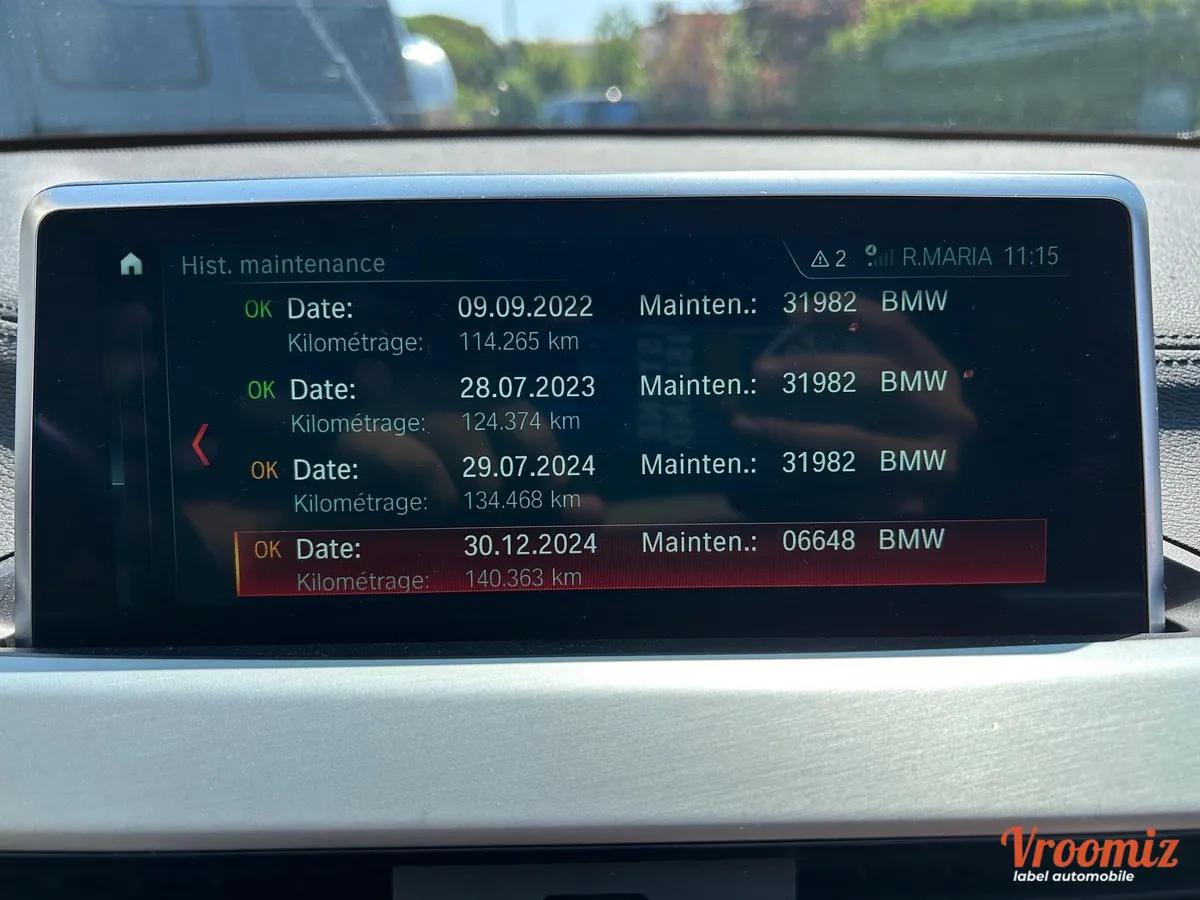 Hist. maintenance
2 R.MARIA 11:15
OK Date: 09.09.2022 Mainten.: 31982 BMW
Kilométrage: 114.265 km
OK Date: 28.07.2023 Mainten.: 31982 BMW
Kilométrage: 124.374 km
OK Date: 29.07.2024 Mainten.: 31982 BMW
Kilométrage: 134.468 km
OK Date: 30.12.2024 Mainten.: 06648 BMW
Kilométrage: 140.363 km
Vroomiz
label automobile